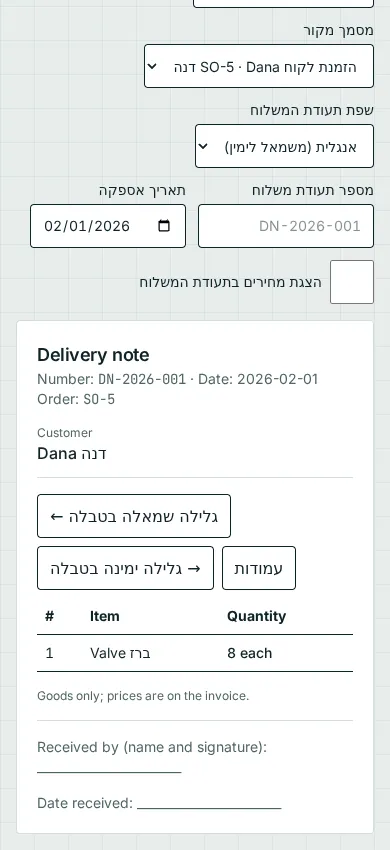 מסמך מקור
הזמנת לקוח SO-5 · Dana דנה
שפת תעודת המשלוח
אנגלית (משמאל לימין)
מספר תעודת משלוח
DN-2026-001
תאריך אספקה
02/01/2026
הצגת מחירים בתעודת המשלוח
Delivery note
Number: DN-2026-001 · Date: 2026-02-01
Order: SO-5
Customer
Dana דנה
← גלילה שמאלה בטבלה
→ גלילה ימינה בטבלה
עמודות
# Item Quantity
1 Valve ברז 8 each
Goods only; prices are on the invoice.
Received by (name and signature):
____________________
Date received: ____________________